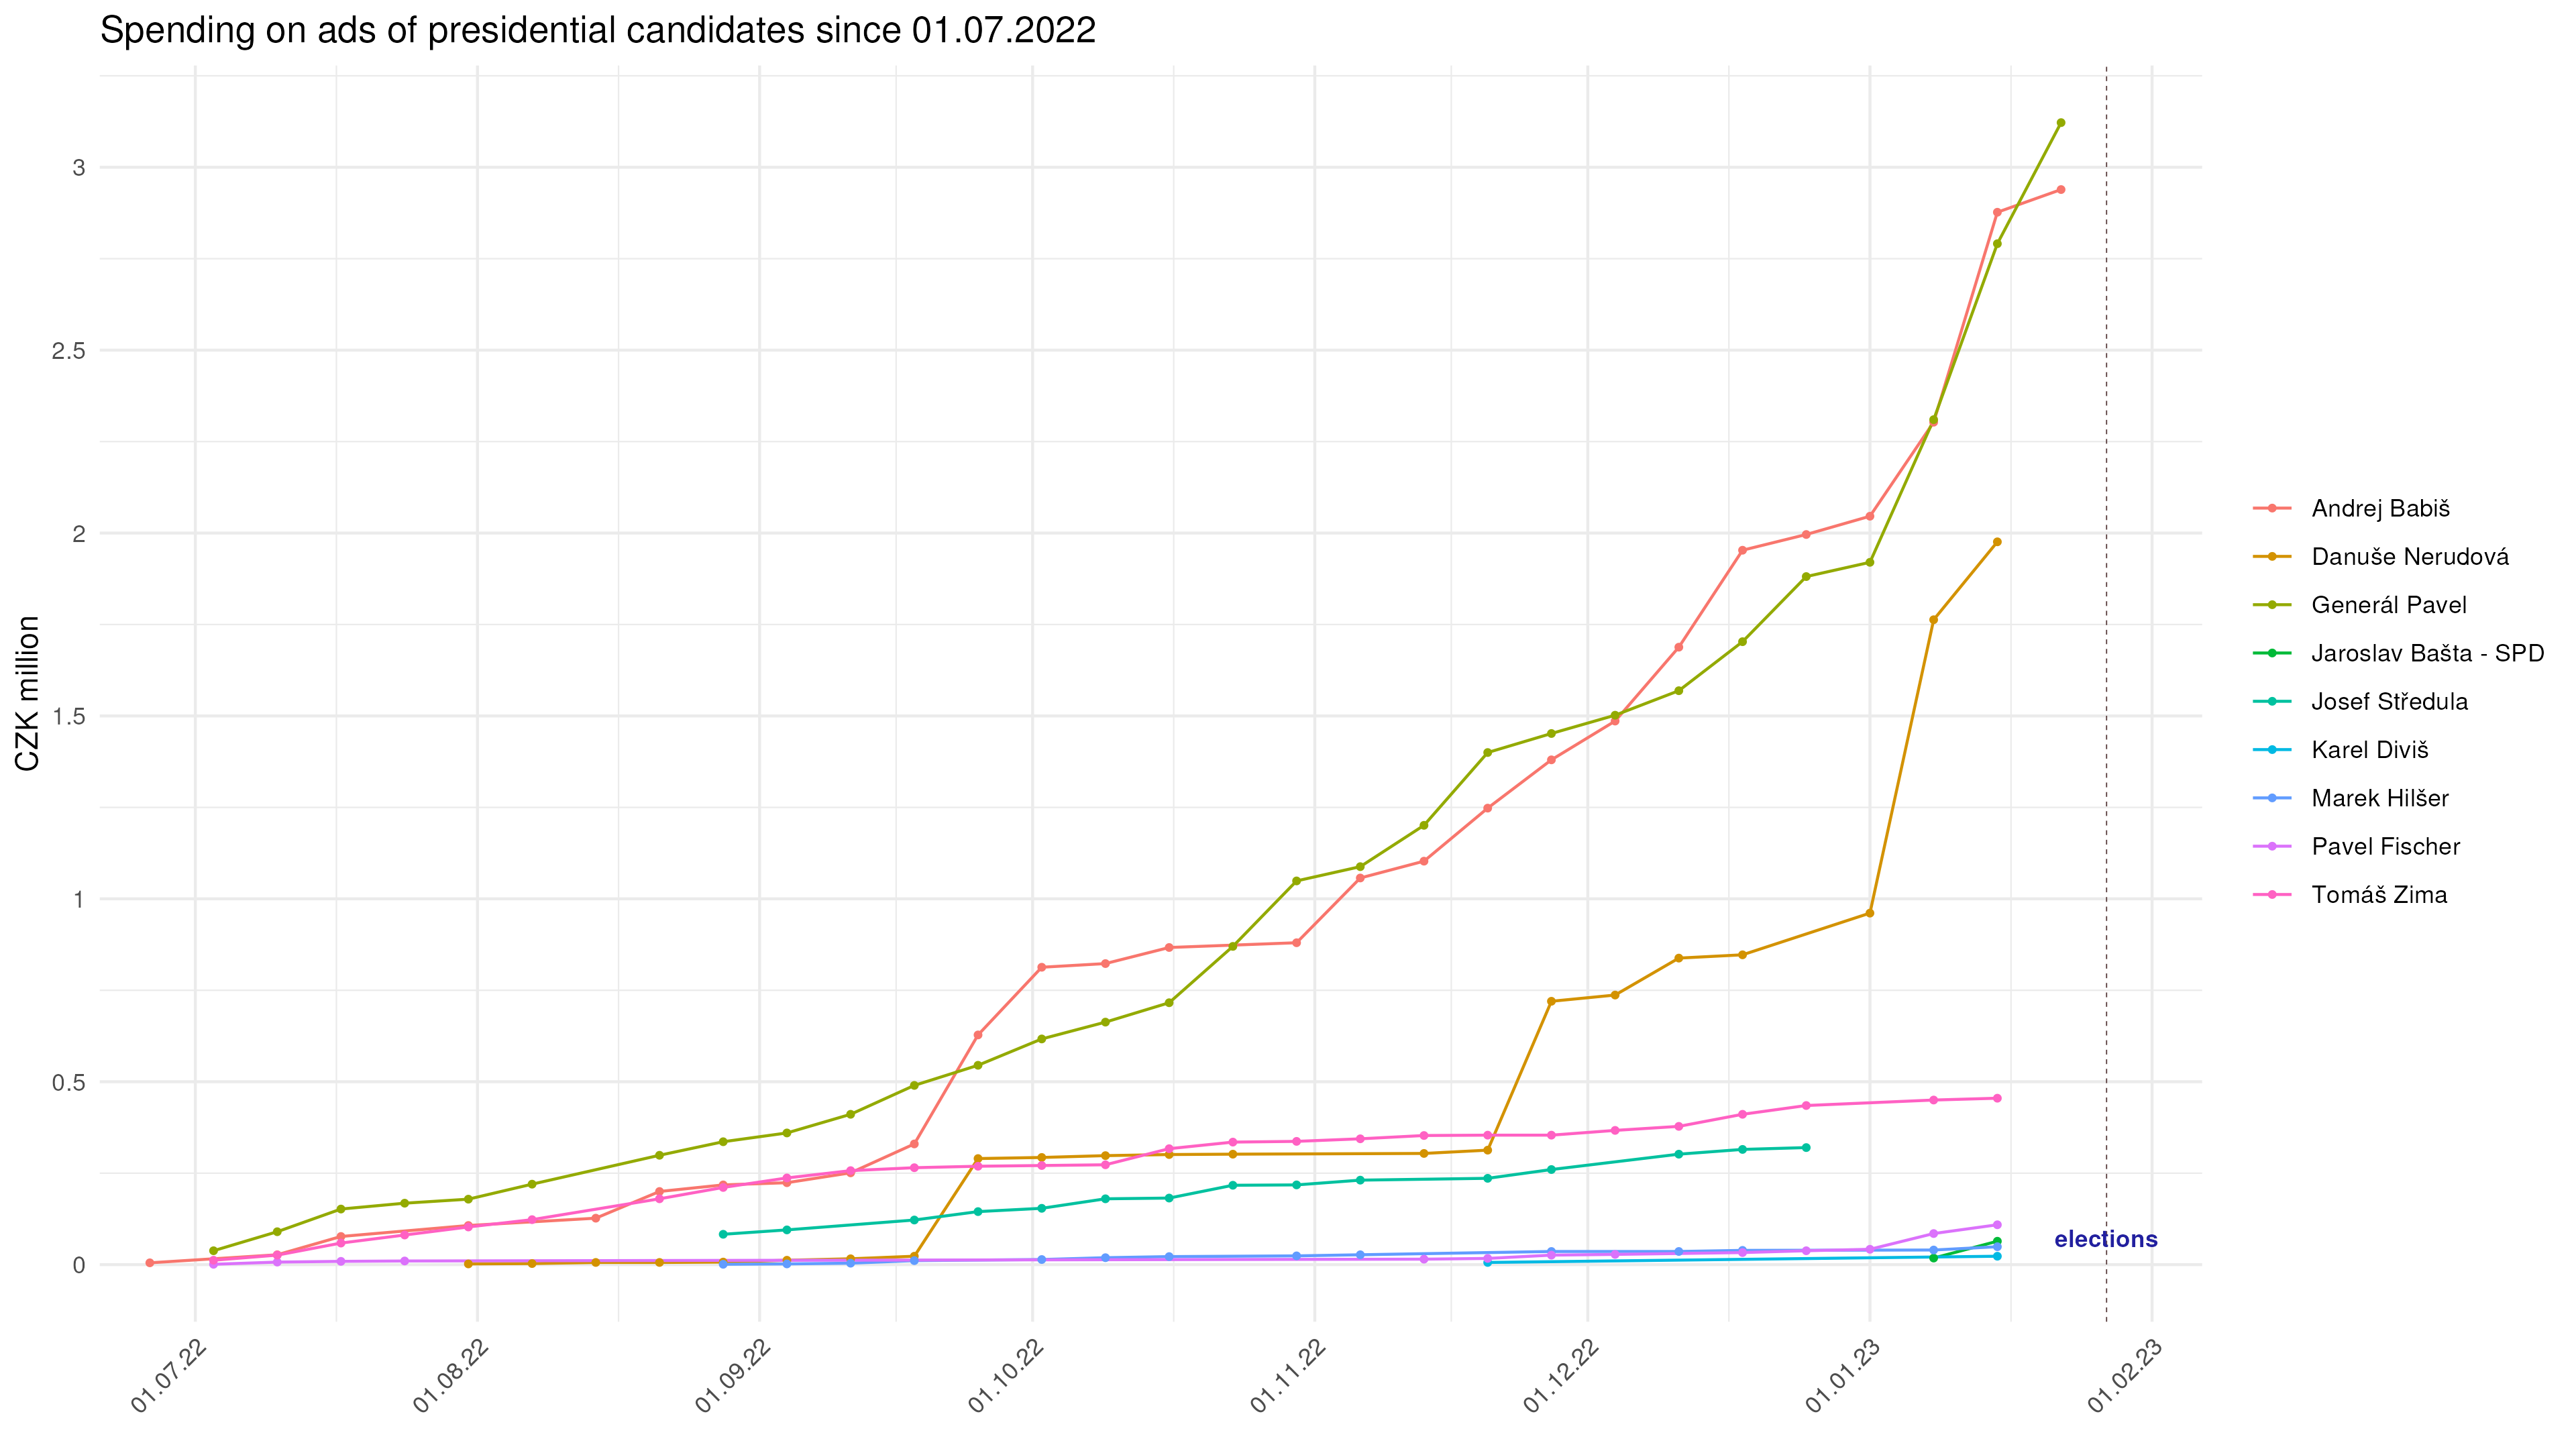 Spending on ads of presidential candidates since 01.07.2022
CZK million
3
2.5
2
1.5
1
0.5
0
01.07.22
01.08.22
01.09.22
01.10.22
01.11.22
01.12.22
01.01.23
01.02.23
elections
Andrej Babiš
Danuše Nerudová
Generál Pavel
Jaroslav Bašta - SPD
Josef Středula
Karel Diviš
Marek Hilšer
Pavel Fischer
Tomáš Zima